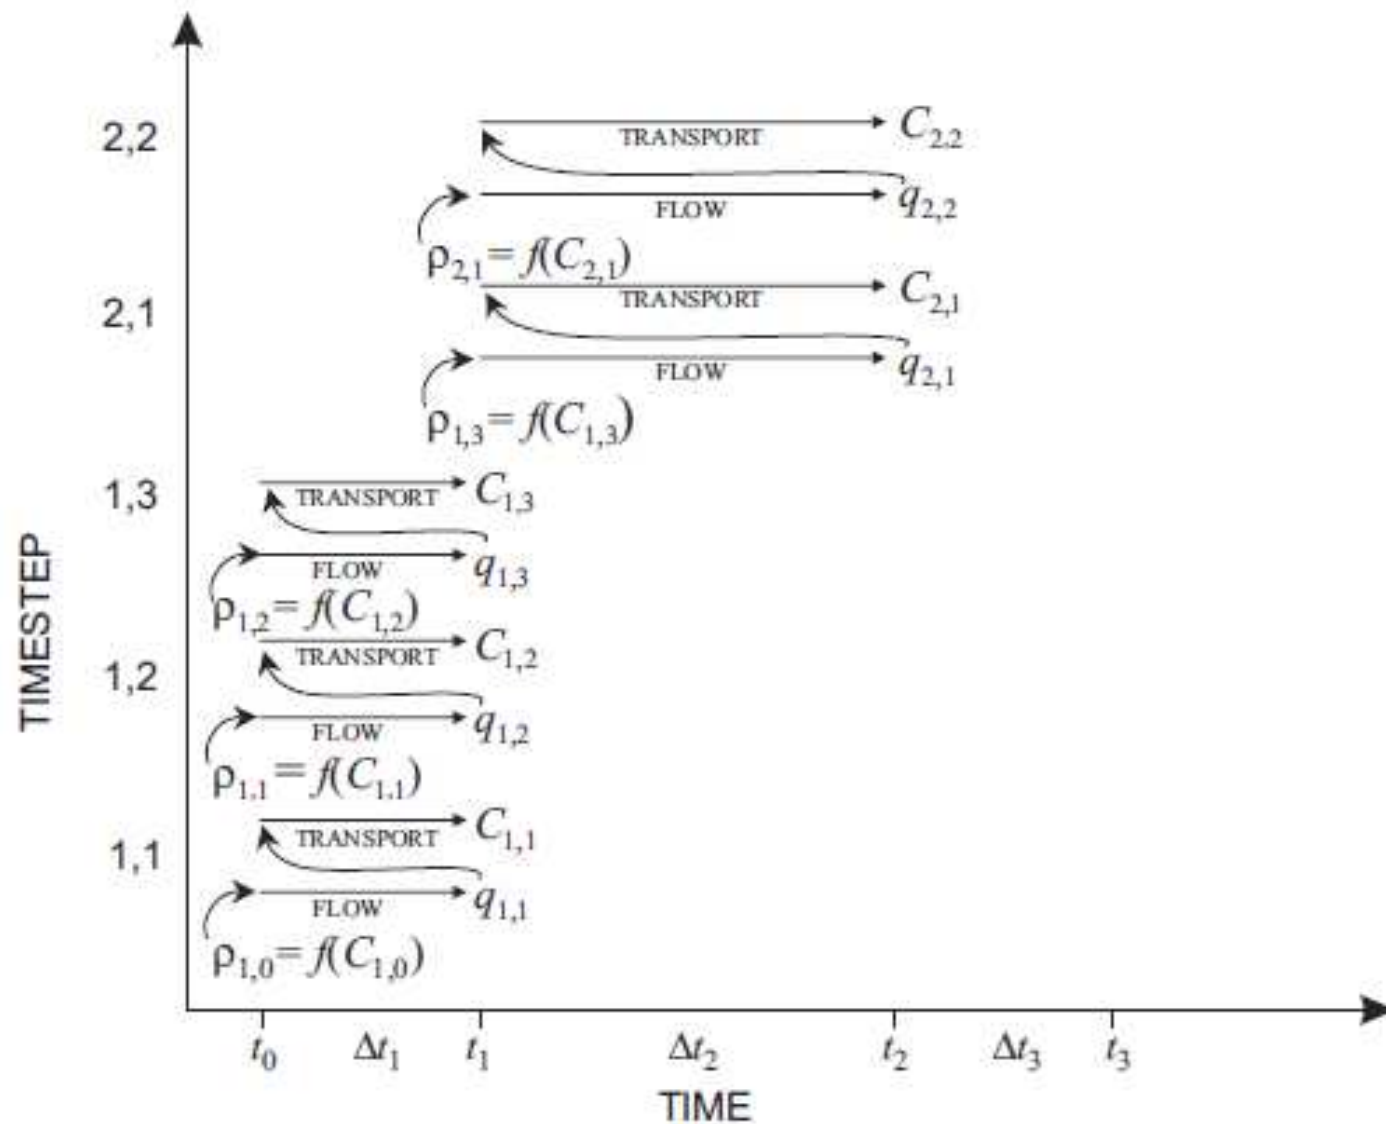 2,2
TRANSPORT
C2,2
FLOW
q2,2
ρ2,1= f(C2,1)
2,1
TRANSPORT
C2,1
FLOW
q2,1
ρ1,3= f(C1,3)
1,3
TRANSPORT
C1,3
FLOW
q1,3
ρ1,2= f(C1,2)
1,2
TRANSPORT
C1,2
FLOW
q1,2
ρ1,1= f(C1,1)
1,1
TRANSPORT
C1,1
FLOW
q1,1
ρ1,0= f(C1,0)
TIMESTEP
t0 Δt1 t1 Δt2 t2 Δt3 t3
TIME